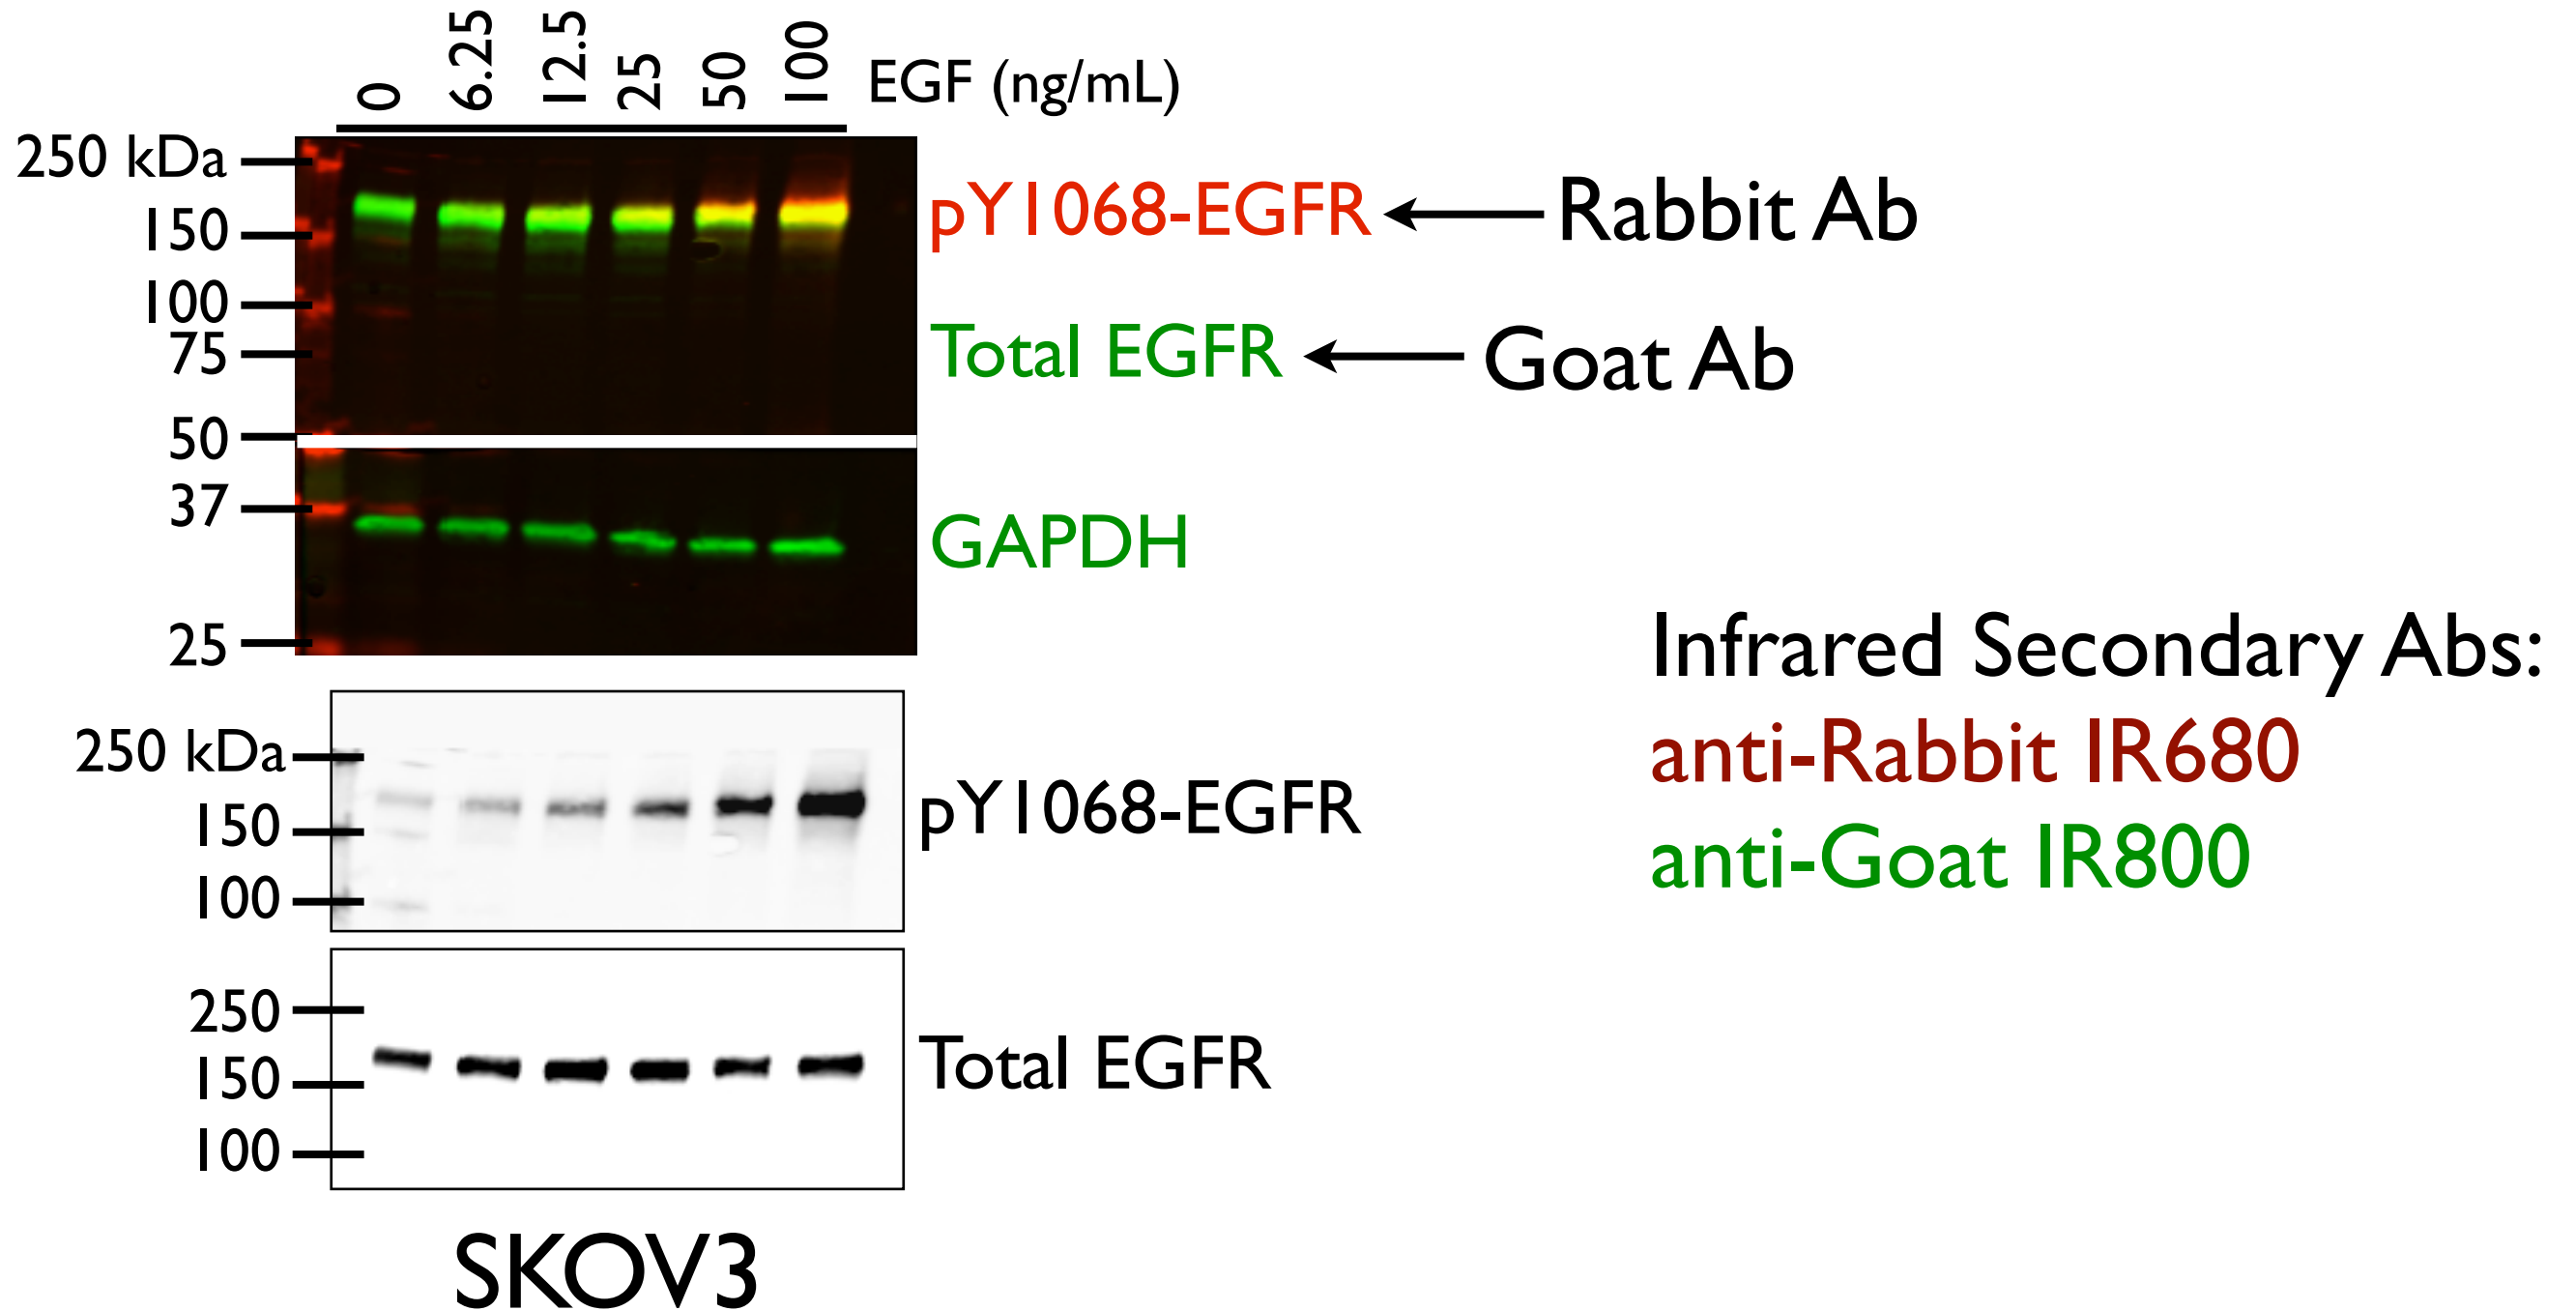 0 6.25 12.5 25 50 100 EGF (ng/mL)
250 kDa
150
100
75
50
37
25
pY1068-EGFR
Rabbit Ab
Total EGFR
Goat Ab
GAPDH
Infrared Secondary Abs:
anti-Rabbit IR680
anti-Goat IR800
250 kDa
150
100
pY1068-EGFR
250
150
100
Total EGFR
SKOV3